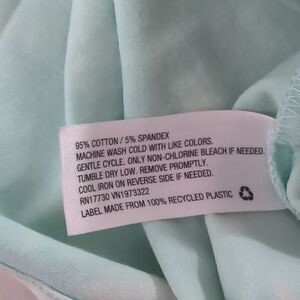 95% COTTON / 5% SPANDEX
MACHINE WASH COLD WITH LIKE COLORS.
GENTLE CYCLE. ONLY NON-CHLORINE BLEACH IF NEEDED.
TUMBLE DRY LOW. REMOVE PROMPTLY.
COOL IRON ON REVERSE SIDE IF NEEDED.
RN17730 VN1973322
LABEL MADE FROM 100% RECYCLED PLASTIC